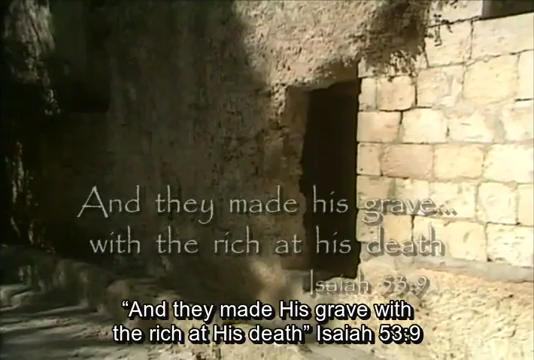 And they made his grave...
with the rich at his death
Isaiah 53:9
“And they made His grave with
the rich at His death” Isaiah 53:9